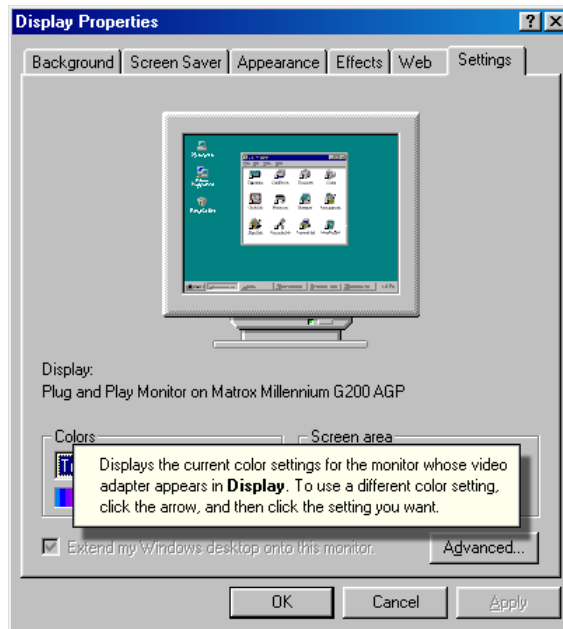 Display Properties
Background Screen Saver Appearance Effects Web Settings
Display:
Plug and Play Monitor on Matrox Millennium G200 AGP
Colors Screen area
Displays the current color settings for the monitor whose video
adapter appears in Display. To use a different color setting,
click the arrow, and then click the setting you want.
Extend my Windows desktop onto this monitor. Advanced...
OK Cancel Apply